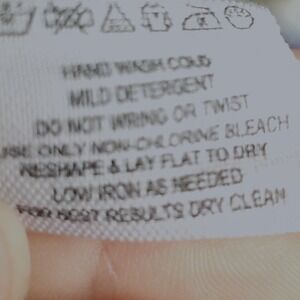 HAND WASH COLD
MILD DETERGENT
DO NOT WRING OR TWIST
USE ONLY NON-CHLORINE BLEACH
RESHAPE & LAY FLAT TO DRY
LOW IRON AS NEEDED
FOR BEST RESULTS DRY CLEAN